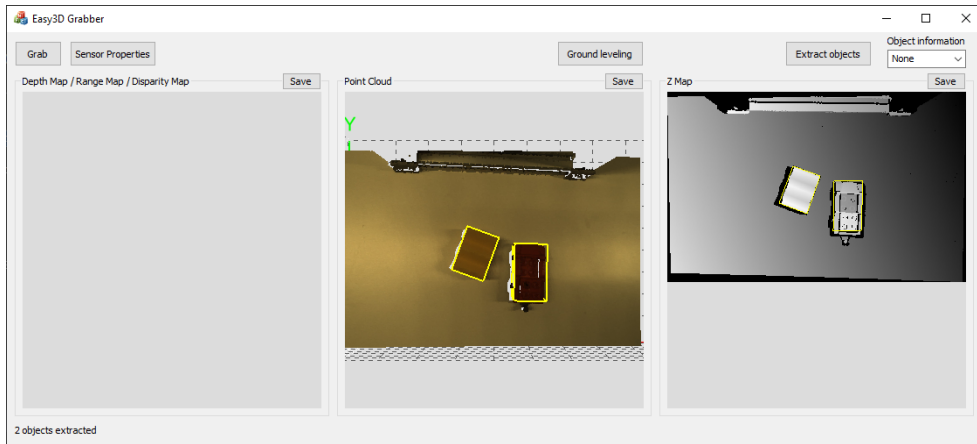 Easy3D Grabber
Grab
Sensor Properties
Ground leveling
Extract objects
Object information
None
Depth Map / Range Map / Disparity Map
Save
Point Cloud
Save
Z Map
Save
Y
2 objects extracted